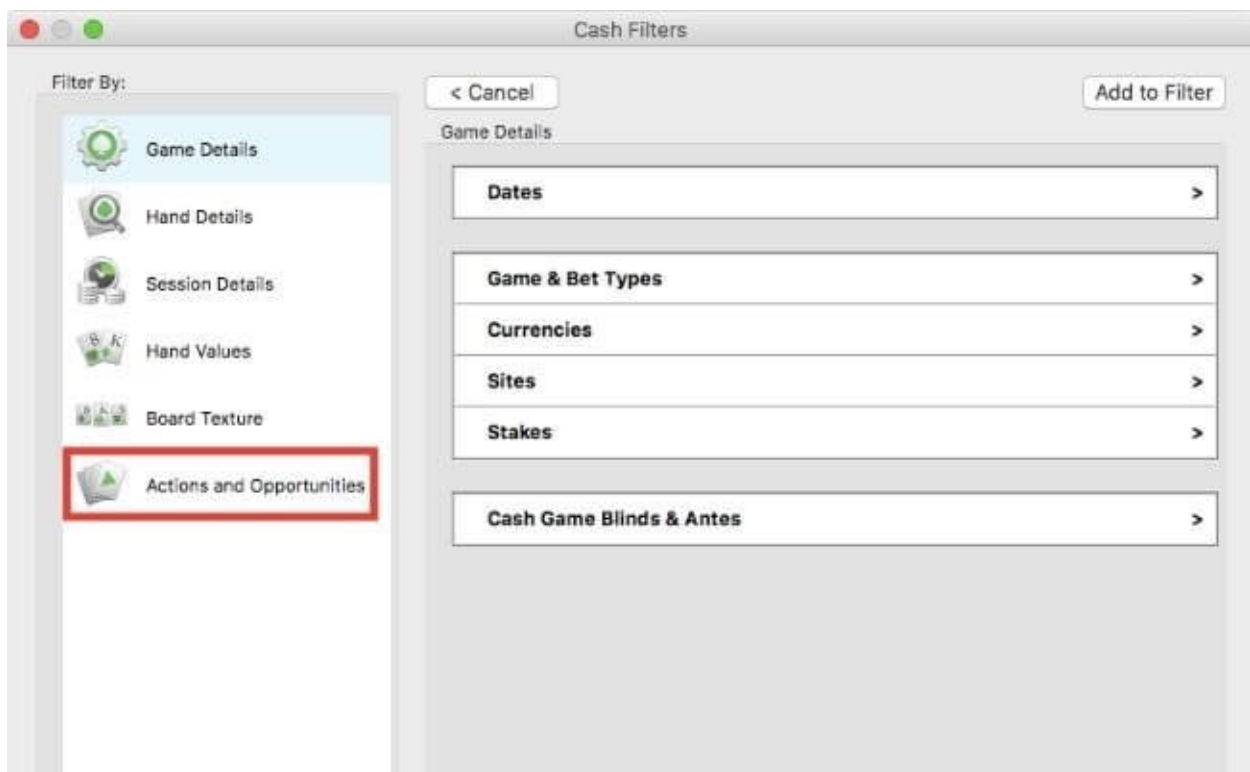 Cash Filters
Filter By:
Game Details
Hand Details
Session Details
Hand Values
Board Texture
Actions and Opportunities
< Cancel
Add to Filter
Game Details
Dates >
Game & Bet Types >
Currencies >
Sites >
Stakes >
Cash Game Blinds & Antes >